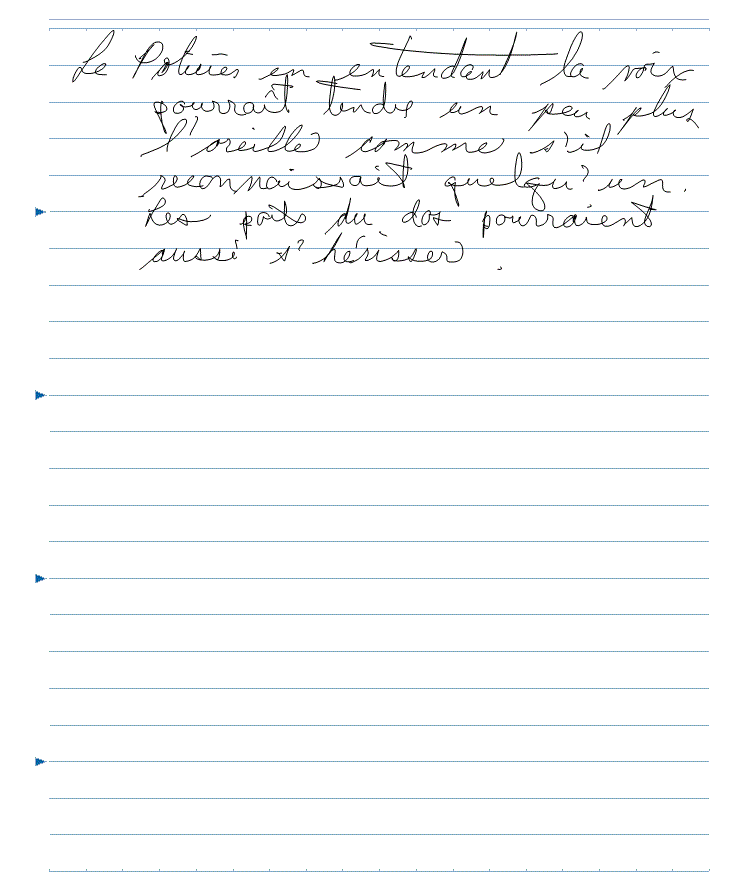 Le Policier en entendant la voix
pourrait tendre un peu plus
l'oreille comme s'il
reconnaissait quelqu'un.
Les poils du dos pourraient
aussi s'hérisser.